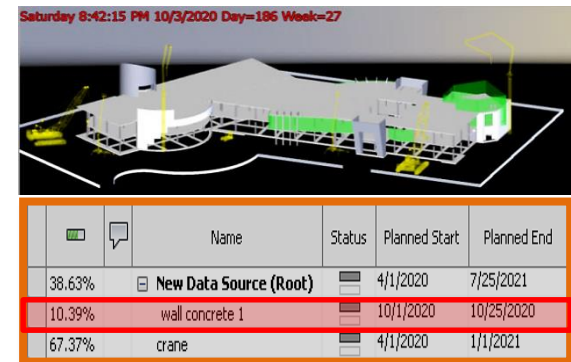 Saturday 8:42:15 PM 10/3/2020 Day=186 Week=27
Name Status Planned Start Planned End
38.63% New Data Source (Root) 4/1/2020 7/25/2021
10.39% wall concrete 1 10/1/2020 10/25/2020
67.37% crane 4/1/2020 1/1/2021